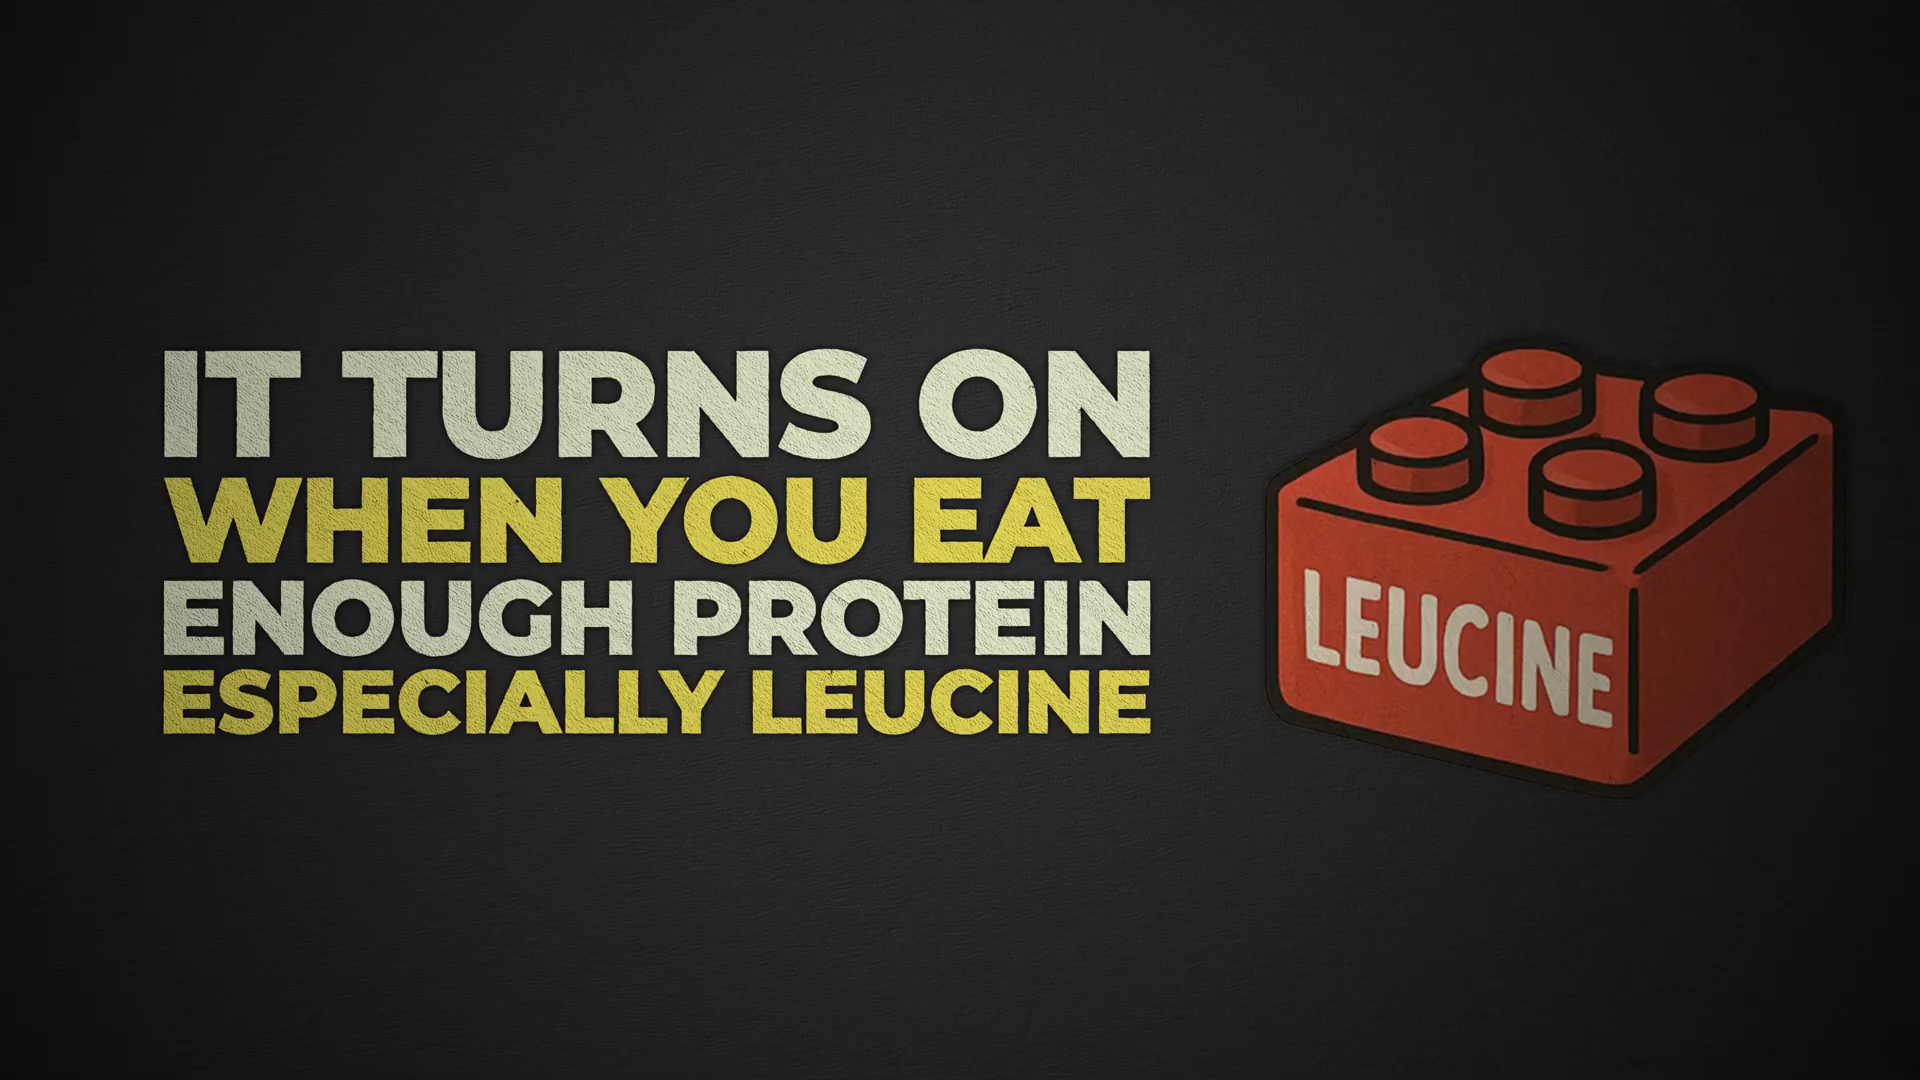 IT TURNS ON
WHEN YOU EAT
ENOUGH PROTEIN
ESPECIALLY LEUCINE
LEUCINE